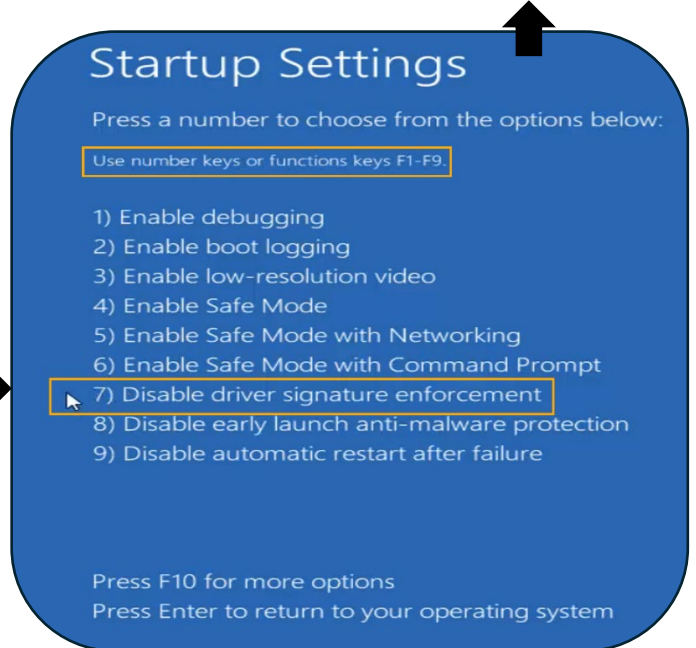 Startup Settings
Press a number to choose from the options below:
Use number keys or functions keys F1-F9.
1) Enable debugging
2) Enable boot logging
3) Enable low-resolution video
4) Enable Safe Mode
5) Enable Safe Mode with Networking
6) Enable Safe Mode with Command Prompt
7) Disable driver signature enforcement
8) Disable early launch anti-malware protection
9) Disable automatic restart after failure
Press F10 for more options
Press Enter to return to your operating system